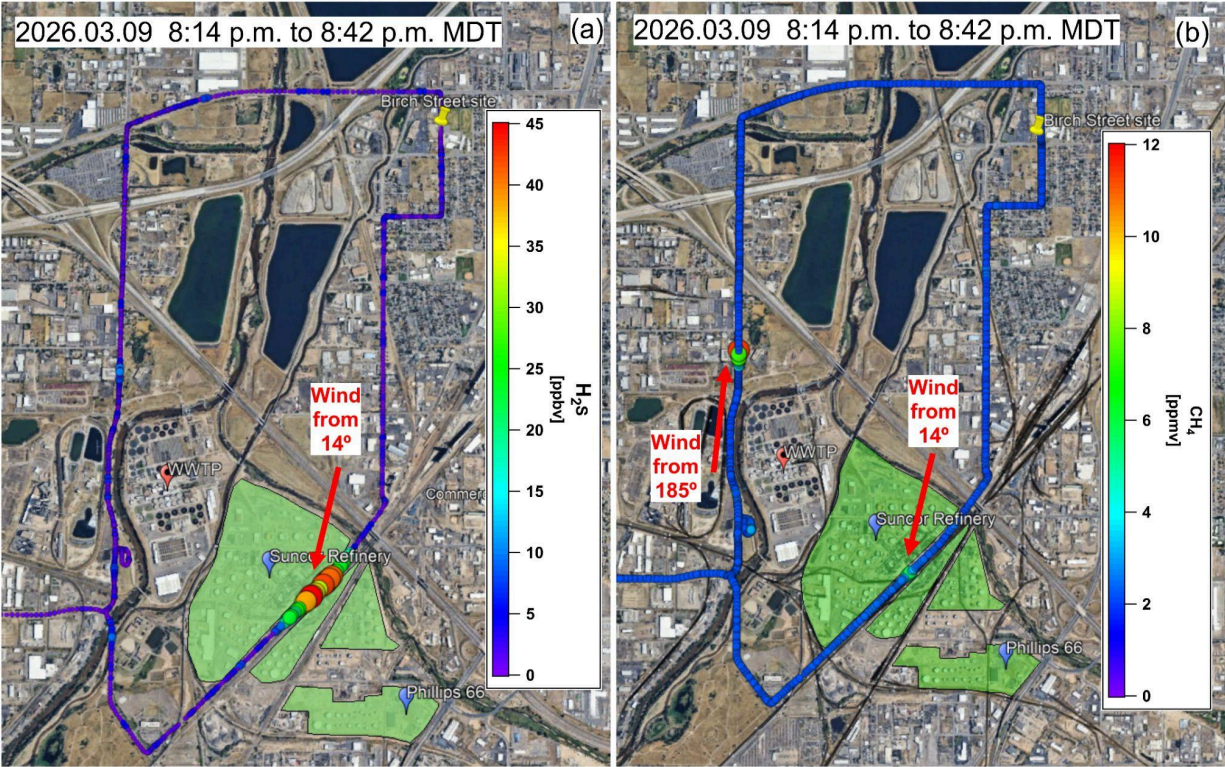 2026.03.09 8:14 p.m. to 8:42 p.m. MDT
(a)
Birch Street site
45
40
35
30
25
20
15
10
5
0
H₂S
[ppbv]
Wind
from
14º
WWTP
Commerc
Suncor Refinery
Phillips 66
2026.03.09 8:14 p.m. to 8:42 p.m. MDT
(b)
Birch Street site
12
10
8
6
4
2
0
CH₄
[ppmv]
Wind
from
185º
Wind
from
14º
WWTP
Suncor Refinery
Phillips 66